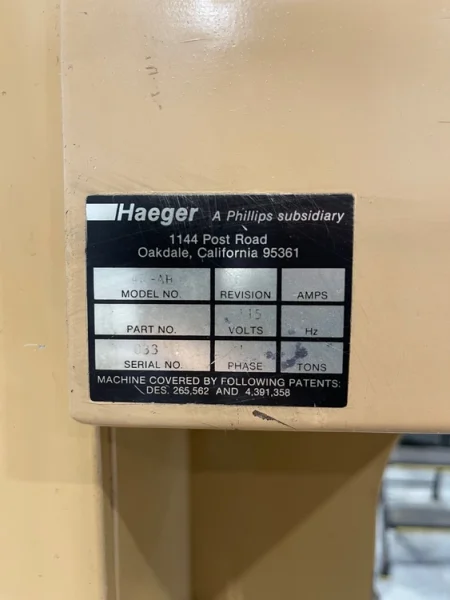 Haeger A Phillips subsidiary
1144 Post Road
Oakdale, California 95361
MODEL NO. REVISION AMPS
PART NO. VOLTS Hz
033
SERIAL NO. PHASE TONS
MACHINE COVERED BY FOLLOWING PATENTS:
DES. 265,562 AND 4,391,358